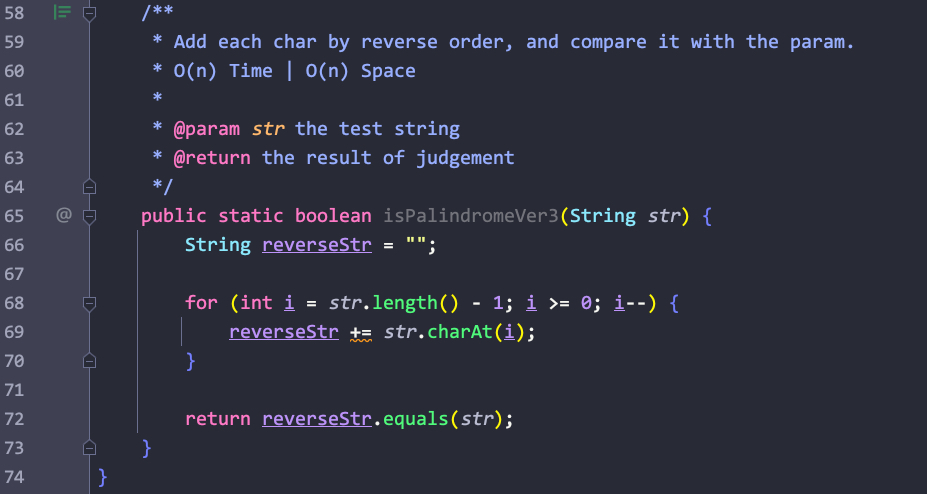 58 /**
59 * Add each char by reverse order, and compare it with the param.
60 * O(n) Time | O(n) Space
61 *
62 * @param str the test string
63 * @return the result of judgement
64 */
65 @ public static boolean isPalindromeVer3(String str) {
66 String reverseStr = "";
67
68 for (int i = str.length() - 1; i >= 0; i--) {
69 reverseStr += str.charAt(i);
70 }
71
72 return reverseStr.equals(str);
73 }
74 }